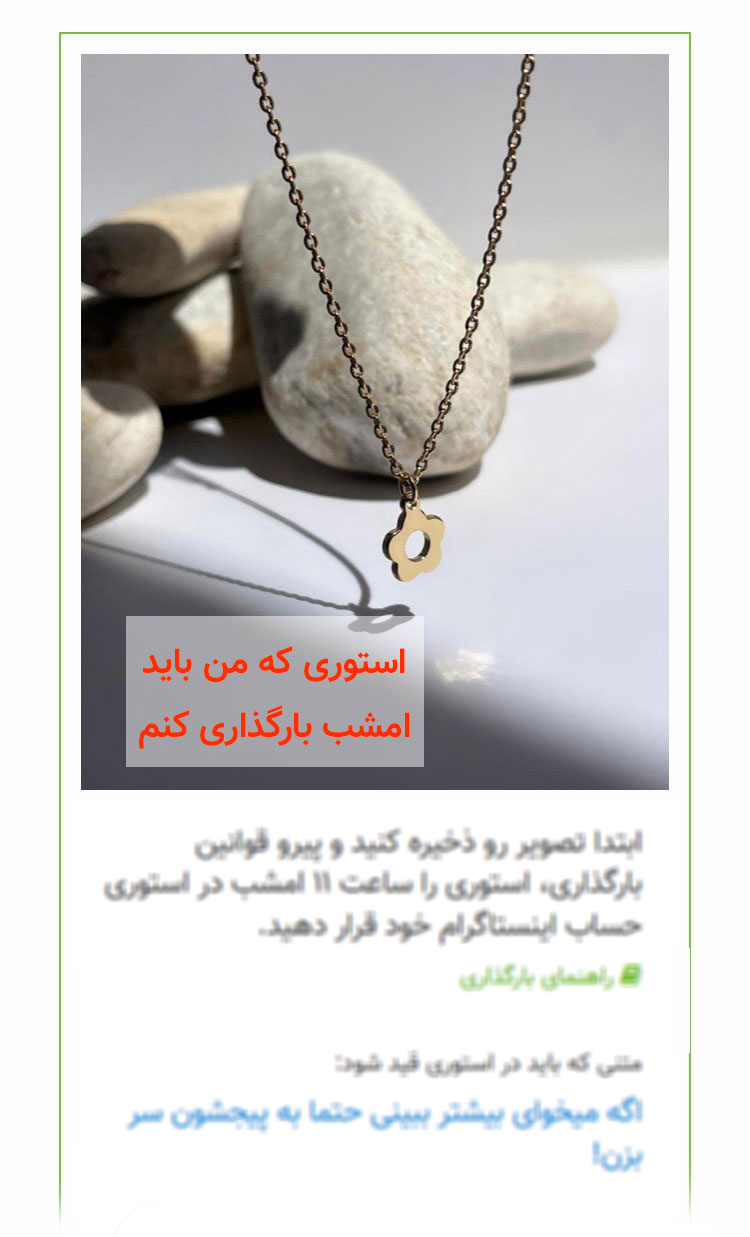 استوری که من باید
امشب بارگذاری کنم
ابتدا تصویر رو ذخیره کنید و پیرو قوانین
بارگذاری، استوری را ساعت ۱۱ امشب در استوری
حساب اینستاگرام خود قرار دهید.
راهنمای بارگذاری
متنی که باید در استوری قید شود:
اگه میخوای بیشتر ببینی حتما به پیجشون سر
بزن!